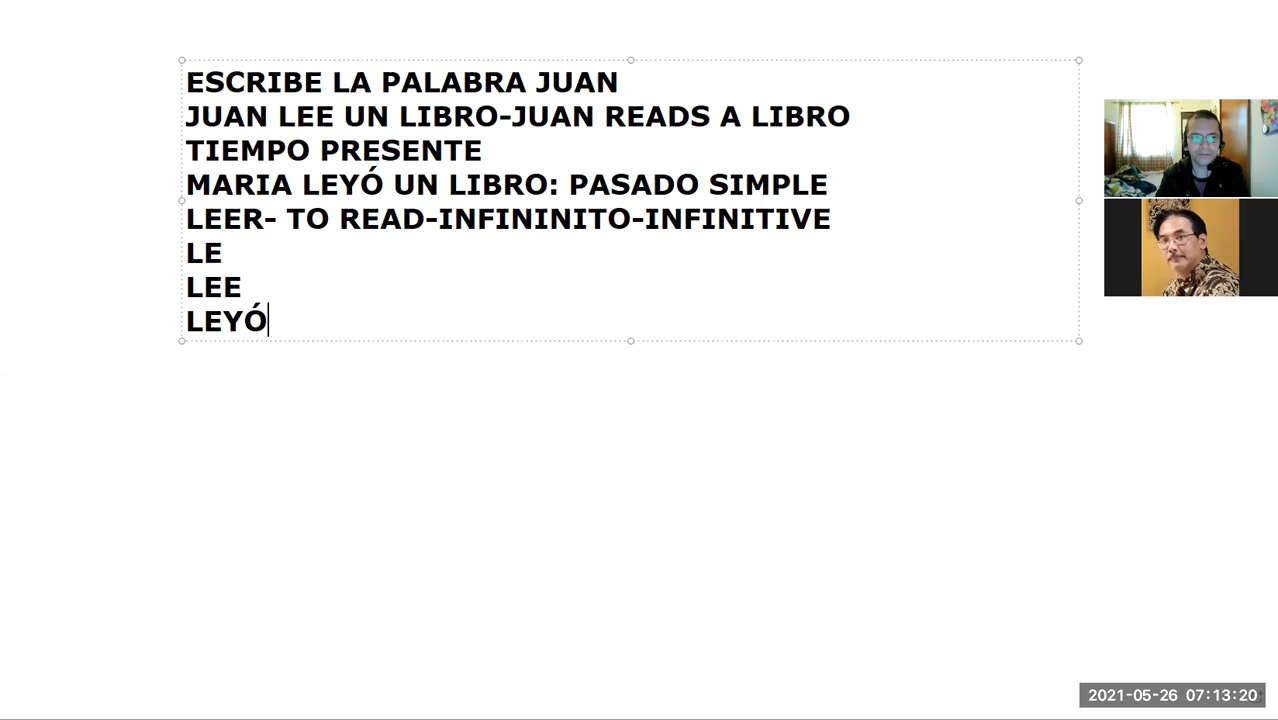 ESCRIBE LA PALABRA JUAN
JUAN LEE UN LIBRO-JUAN READS A LIBRO
TIEMPO PRESENTE
MARIA LEYÓ UN LIBRO: PASADO SIMPLE
LEER- TO READ-INFININITO-INFINITIVE
LE
LEE
LEYÓ
2021-05-26 07:13:20